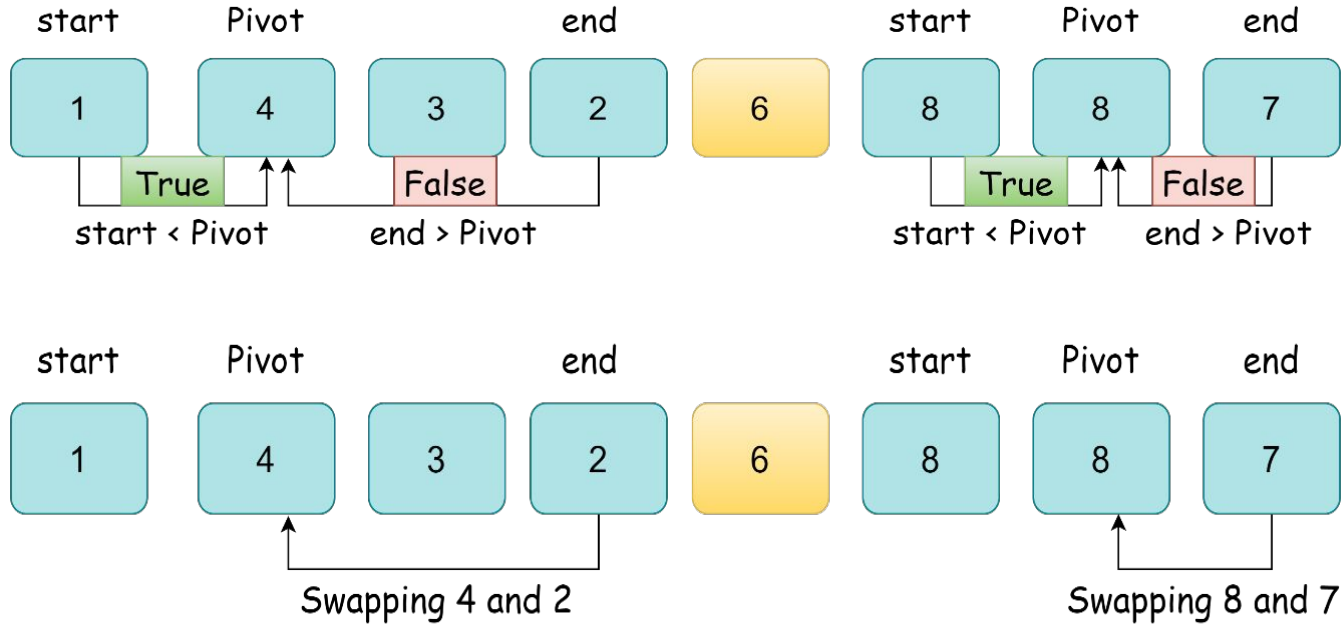 start Pivot end start Pivot end
1 4 3 2 6 8 8 7
True False True False
start < Pivot end > Pivot start < Pivot end > Pivot
start Pivot end start Pivot end
1 4 3 2 6 8 8 7
Swapping 4 and 2 Swapping 8 and 7